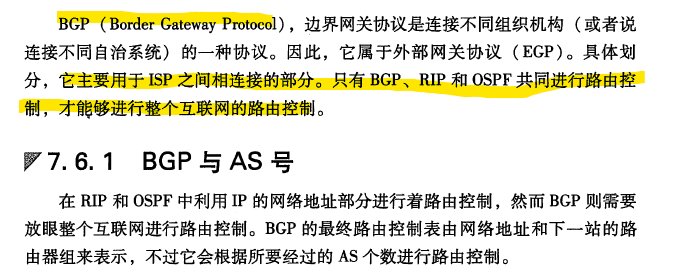 BGP（Border Gateway Protocol），边界网关协议是连接不同组织机构（或者说
连接不同自治系统）的一种协议。因此，它属于外部网关协议（EGP）。具体划
分，它主要用于 ISP 之间相连接的部分。只有 BGP、RIP 和 OSPF 共同进行路由控
制，才能够进行整个互联网的路由控制。
7.6.1 BGP 与 AS 号
在 RIP 和 OSPF 中利用 IP 的网络地址部分进行着路由控制，然而 BGP 则需要
放眼整个互联网进行路由控制。BGP 的最终路由控制表由网络地址和下一站的路
由器组来表示，不过它会根据所要经过的 AS 个数进行路由控制。